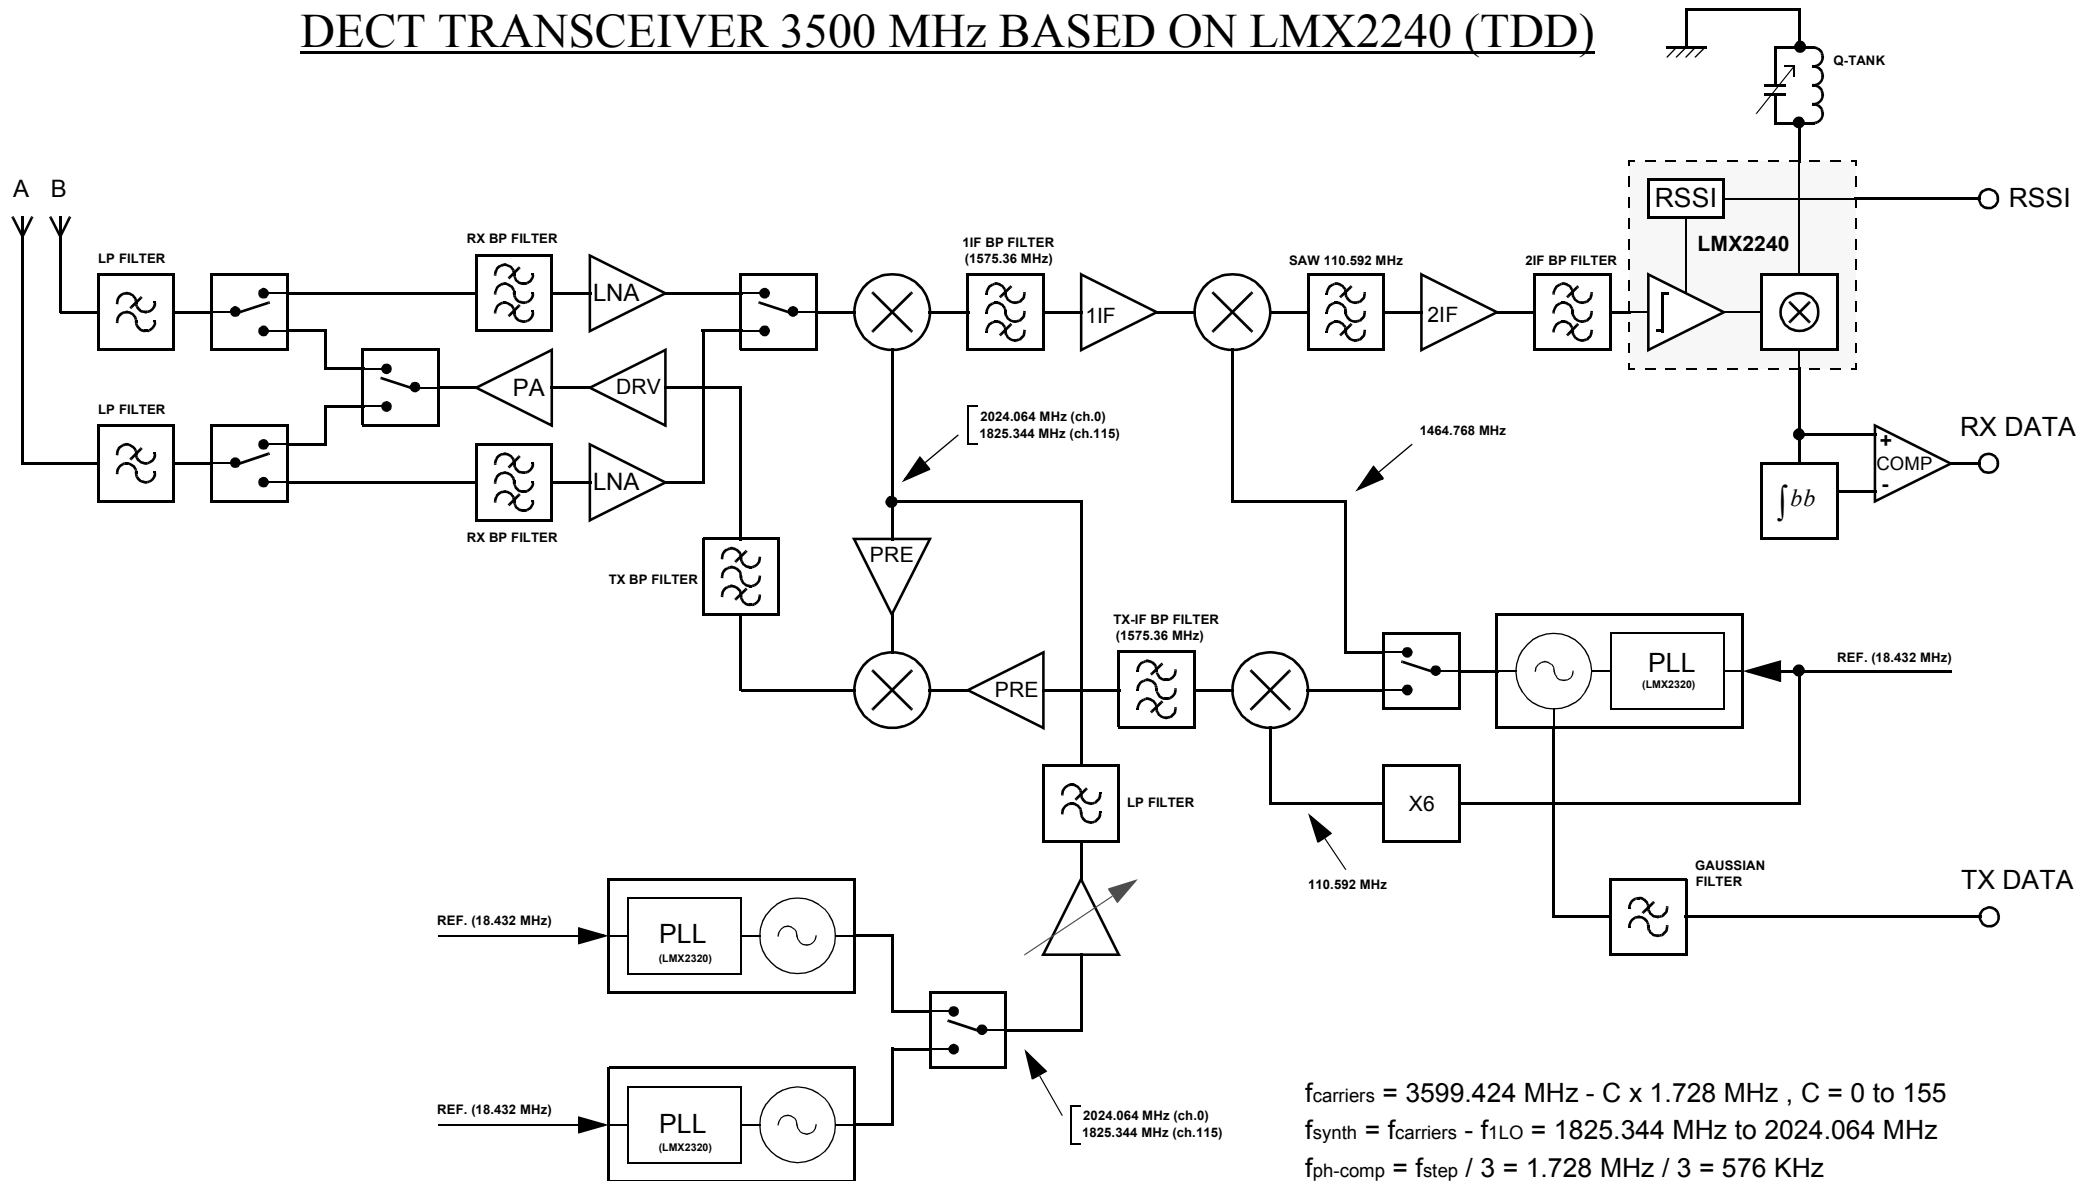 DECT TRANSCEIVER 3500 MHz BASED ON LMX2240 (TDD)
Q-TANK
A B
RSSI
RSSI
LMX2240
LP FILTER
RX BP FILTER
LNA
1IF BP FILTER
(1575.36 MHz)
1IF
SAW 110.592 MHz
2IF
2IF BP FILTER
PA
DRV
LP FILTER
LNA
RX BP FILTER
2024.064 MHz (ch.0)
1825.344 MHz (ch.115)
1464.768 MHz
+
COMP
-
∫bb
RX DATA
PRE
TX BP FILTER
PRE
TX-IF BP FILTER
(1575.36 MHz)
PLL
(LMX2320)
REF. (18.432 MHz)
LP FILTER
X6
110.592 MHz
GAUSSIAN
FILTER
TX DATA
REF. (18.432 MHz)
PLL
(LMX2320)
REF. (18.432 MHz)
PLL
(LMX2320)
2024.064 MHz (ch.0)
1825.344 MHz (ch.115)
fcarriers = 3599.424 MHz - C x 1.728 MHz , C = 0 to 155
fsynth = fcarriers - f1LO = 1825.344 MHz to 2024.064 MHz
fph-comp = fstep / 3 = 1.728 MHz / 3 = 576 KHz